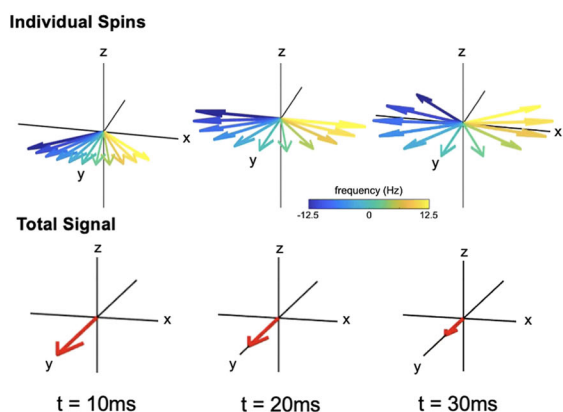 Individual Spins
z
z
z
x
y
y
y
x
frequency (Hz)
-12.5
0
12.5
Total Signal
z
z
z
x
x
x
y
y
y
t = 10ms
t = 20ms
t = 30ms